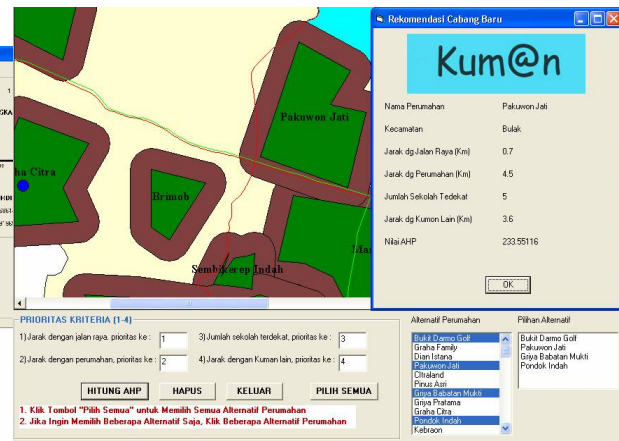 Rekomendasi Cabang Baru
Kum@n
Nama Perumahan Pakuwon Jati
Kecamatan Bulak
Jarak dg Jalan Raya (Km) 0.7
Jarak dg Perumahan (Km) 4.5
Jumlah Sekolah Tedekat 5
Jarak dg Kumon Lain (Km) 3.6
Nilai AHP 233.55116
OK
Pakuwon Jati
ha Citra
Brimob
Sembikerep Indah
Ma
PRIORITAS KRITERIA (1-4)
1)Jarak dengan jalan raya. prioritas ke : 1
3)Jumlah sekolah terdekat, prioritas ke : 3
2)Jarak dengan perumahan, prioritas ke : 2
4)Jarak dengan Kuman lain, prioritas ke : 4
HITUNG AHP HAPUS KELUAR PILIH SEMUA
1. Klik Tombol "Pilih Semua" untuk Memilih Semua Alternatif Perumahan
2. Jika Ingin Memilih Beberapa Alternatif Saja, Klik Beberapa Alternatif Perumahan
Alternatif Perumahan
Bukit Darmo Golf
Graha Family
Dian Istana
Pakuwon Jati
CItraland
Pinus Asri
Griya Babatan Mukti
Griya Pratama
Graha Citra
Pondok Indah
Kebraon
Pilihan Alternatif
Bukit Darmo Golf
Pakuwon Jati
Griya Babatan Mukti
Pondok Indah